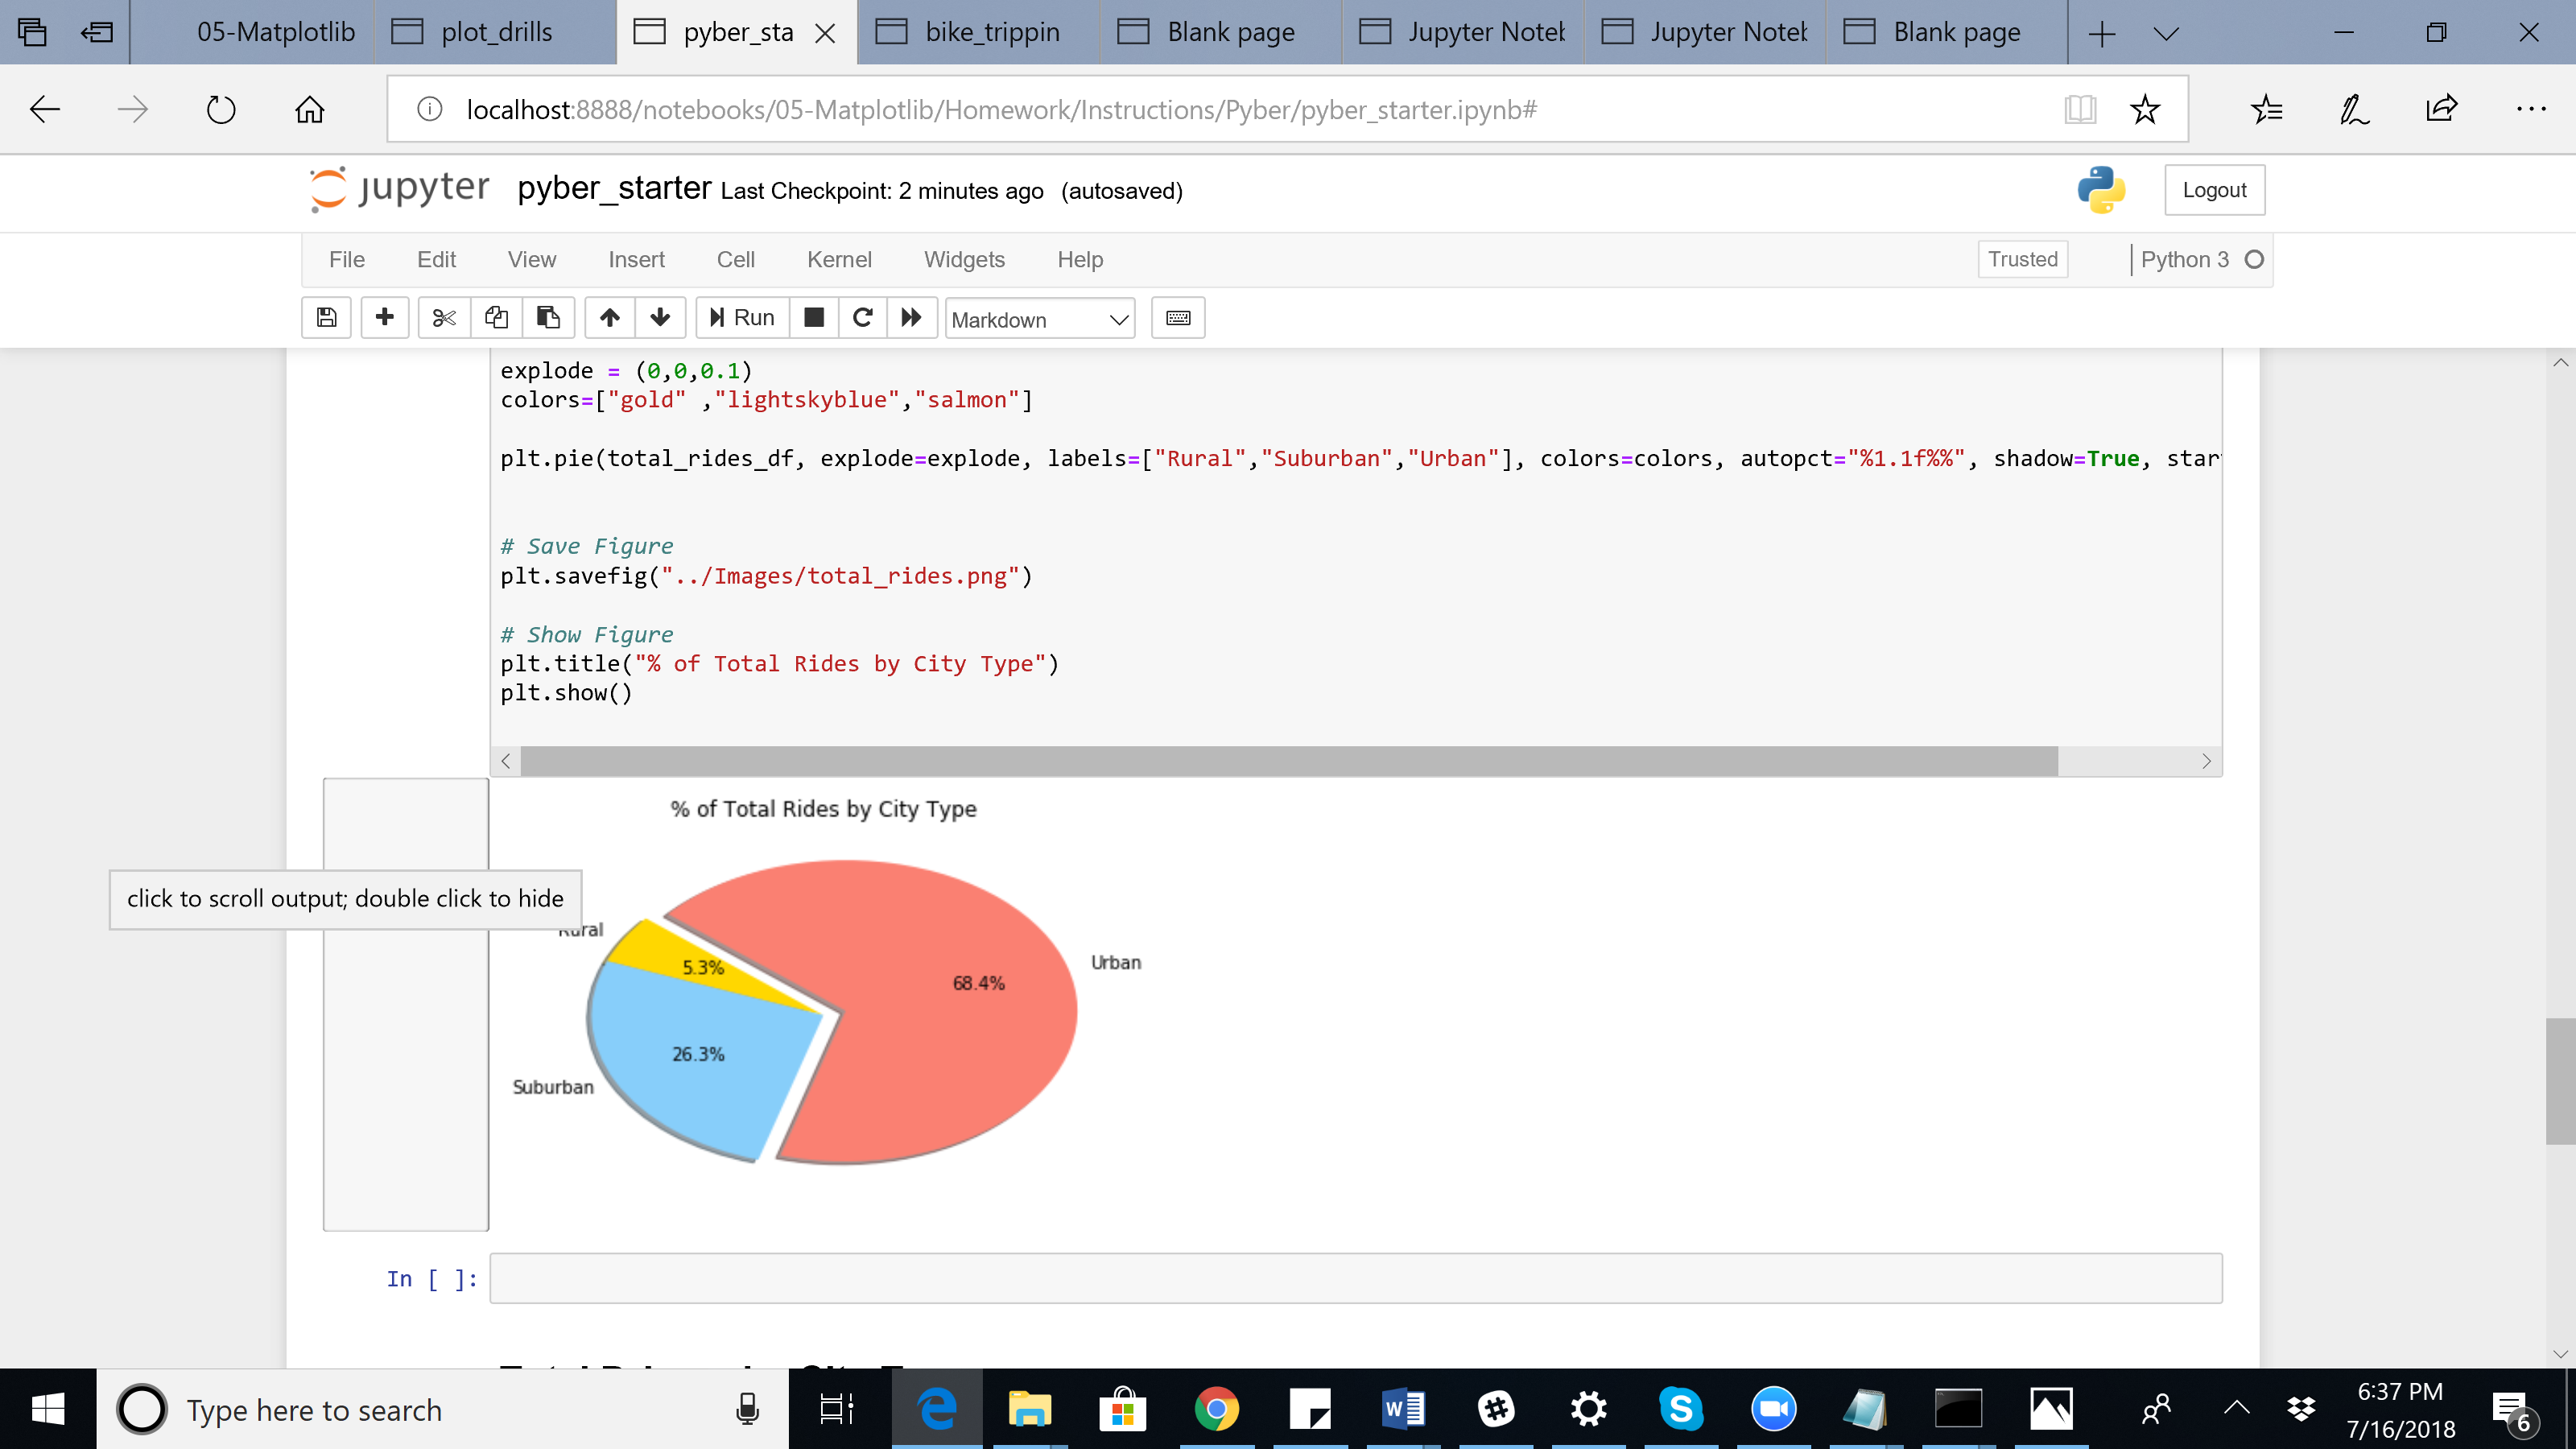 05-Matplotlib
plot_drills
pyber_sta
bike_trippin
Blank page
Jupyter Notel
Jupyter Notel
Blank page
localhost:8888/notebooks/05-Matplotlib/Homework/Instructions/Pyber/pyber_starter.ipynb#
jupyter pyber_starter Last Checkpoint: 2 minutes ago (autosaved)
Logout
File Edit View Insert Cell Kernel Widgets Help
Trusted
Python 3
Run
Markdown
explode = (0,0,0.1)
colors=["gold" ,"lightskyblue","salmon"]
plt.pie(total_rides_df, explode=explode, labels=["Rural","Suburban","Urban"], colors=colors, autopct="%1.1f%%", shadow=True, star
# Save Figure
plt.savefig("../Images/total_rides.png")
# Show Figure
plt.title("% of Total Rides by City Type")
plt.show()
% of Total Rides by City Type
click to scroll output; double click to hide
Rural
5.3%
Urban
68.4%
26.3%
Suburban
In [ ]:
Type here to search
6:37 PM
7/16/2018
6